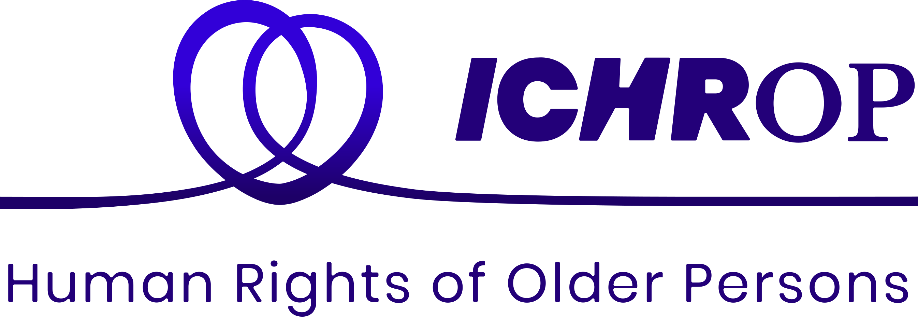 ICHROP
Human Rights of Older Persons